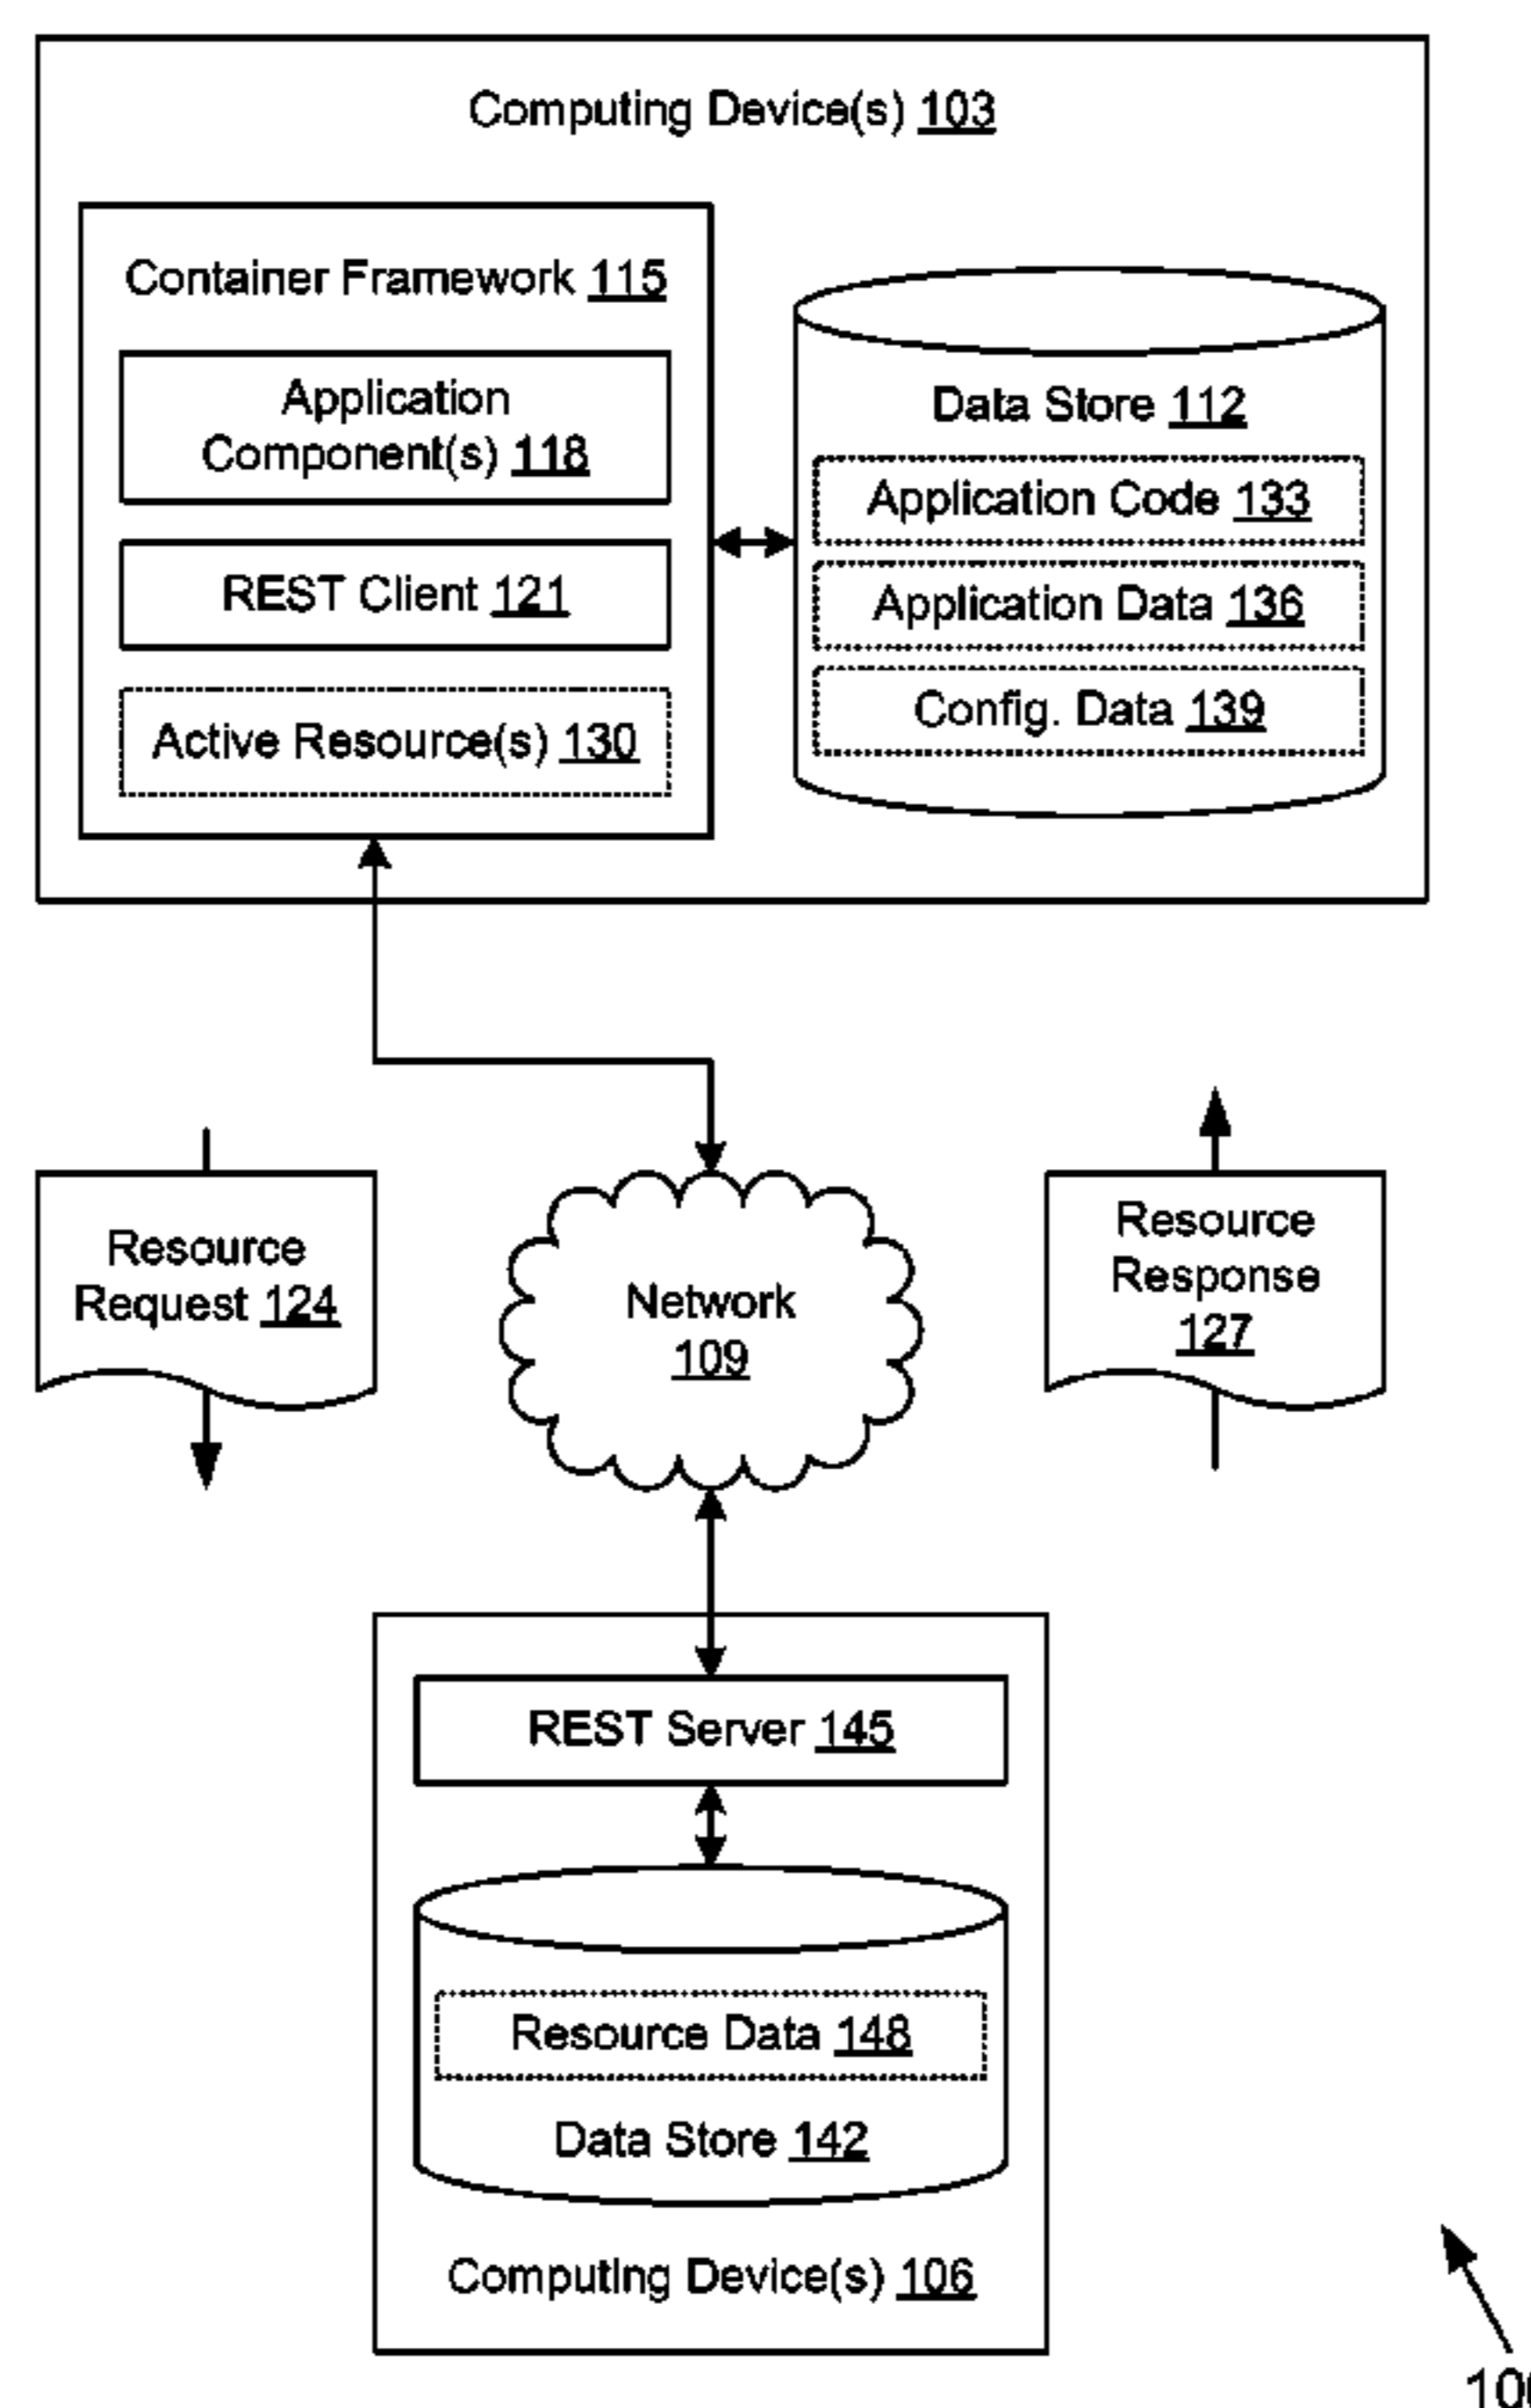 Computing Device(s) 103
Container Framework 115
Application
Component(s) 118
REST Client 121
Active Resource(s) 130
Data Store 112
Application Code 133
Application Data 136
Config. Data 139
Resource
Request 124
Network
109
Resource
Response
127
REST Server 145
Resource Data 148
Data Store 142
Computing Device(s) 106